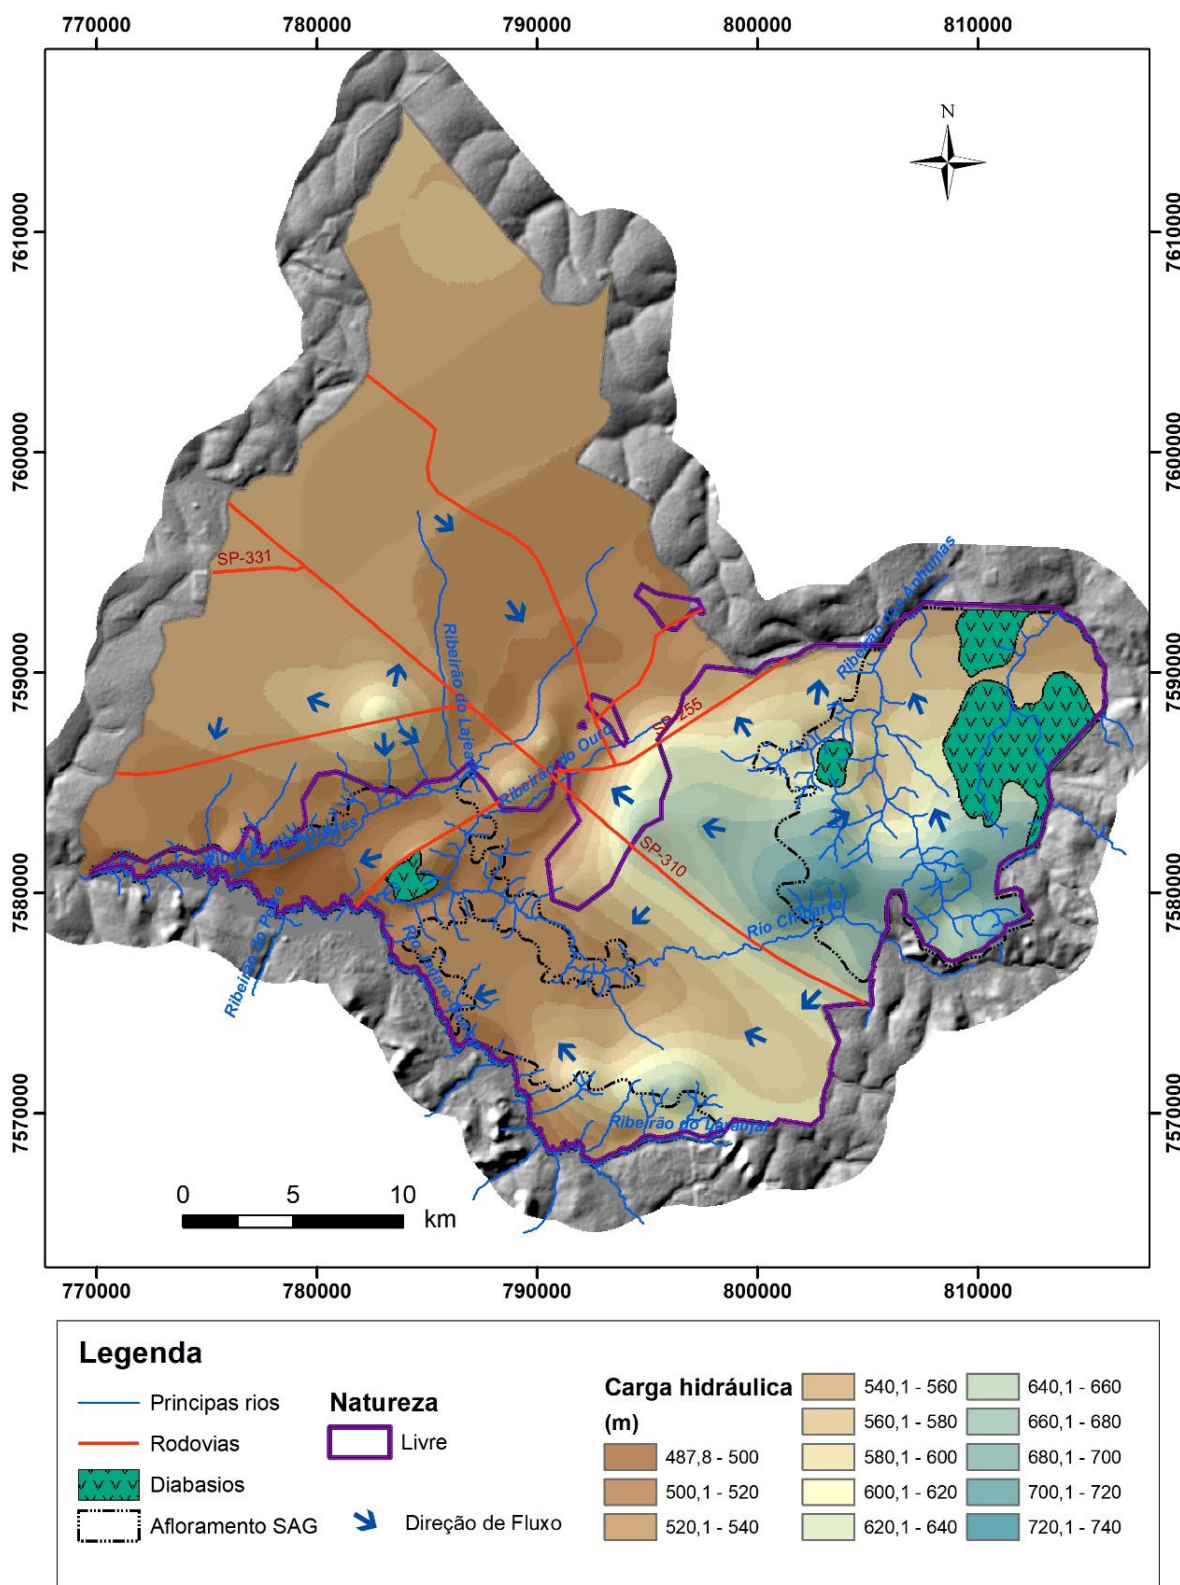 770000 780000 790000 800000 810000
N
7610000 7610000
7600000 7600000
SP-331
Ribeirão das Anhumas
7590000 7590000
Ribeirão do Lajeado
SP-255
Ribeirão do Ouro
SP-310
7580000 7580000
Rio Chibarro
Ribeirão do Peixe
7570000 7570000
Ribeirão do Laranjal
0 5 10
km
770000 780000 790000 800000 810000
Legenda
Principas rios
Rodovias
Diabasios
Afloramento SAG
Natureza
Livre
Direção de Fluxo
Carga hidráulica
(m)
487,8 - 500
500,1 - 520
520,1 - 540
540,1 - 560
560,1 - 580
580,1 - 600
600,1 - 620
620,1 - 640
640,1 - 660
660,1 - 680
680,1 - 700
700,1 - 720
720,1 - 740